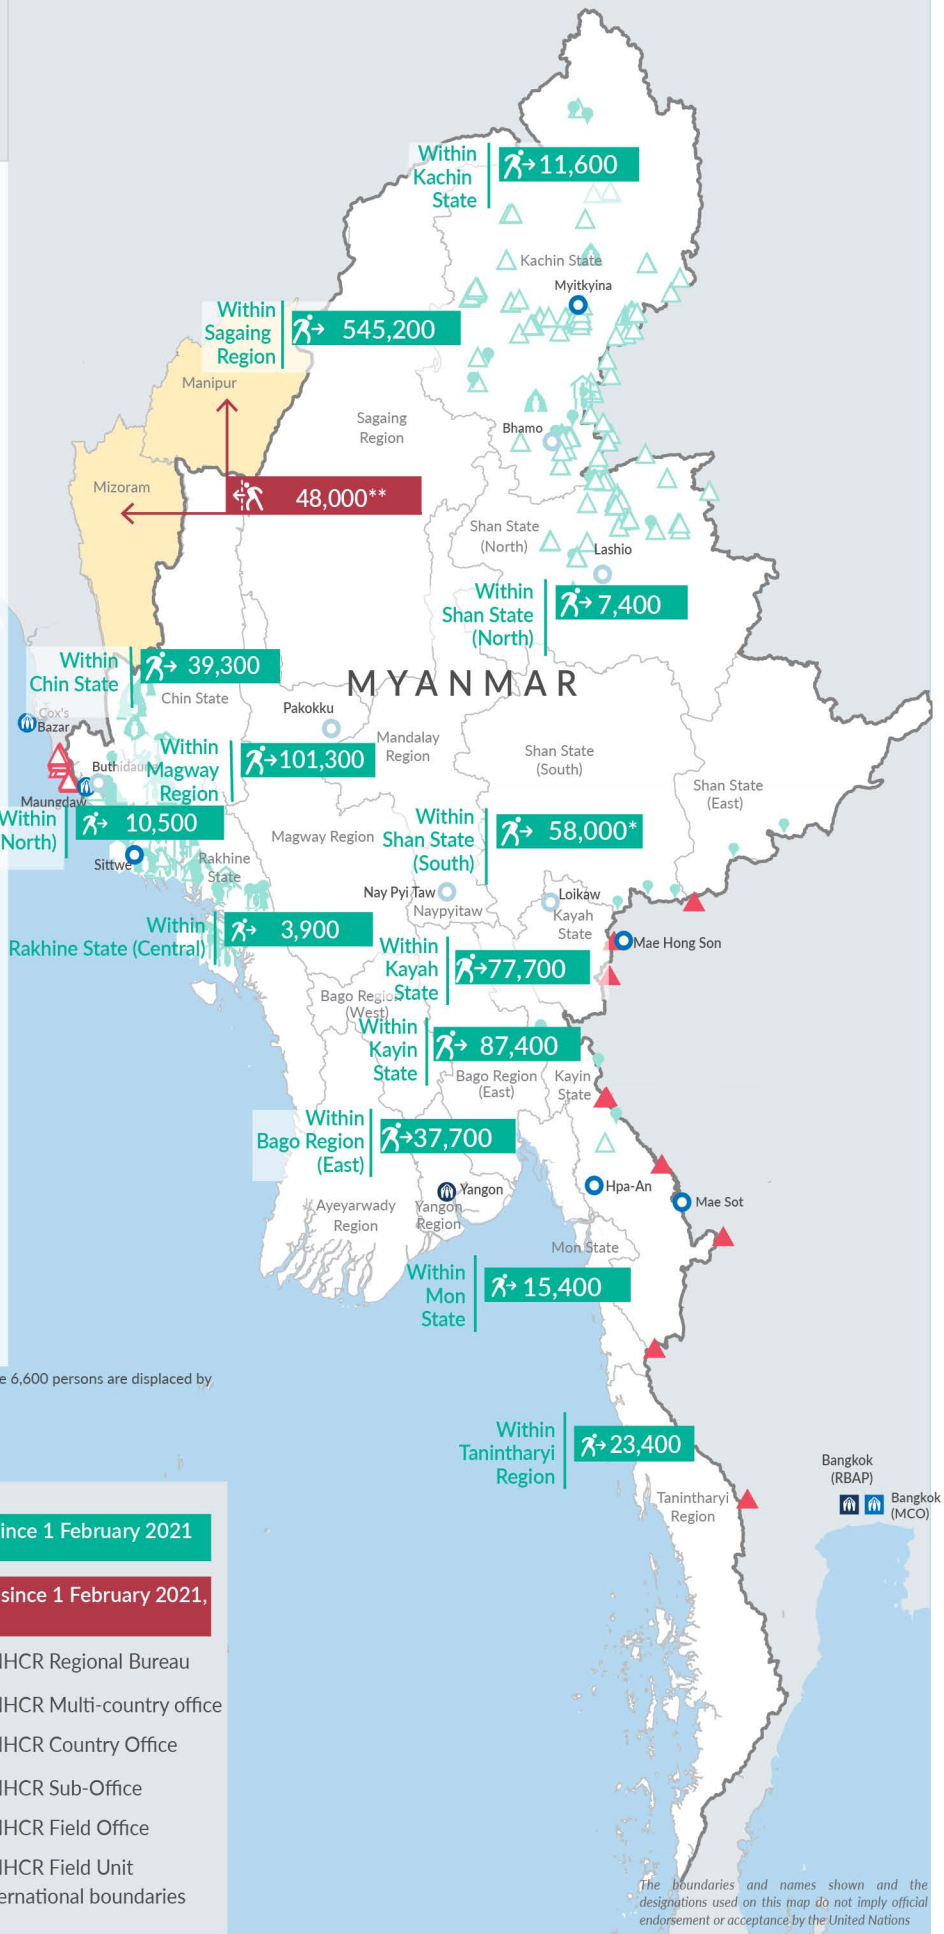 Within
Kachin
State
11,600
Kachin State
Myitkyina
Within
Sagaing
Region
545,200
Manipur
Sagaing
Region
Bhamo
Mizoram
48,000**
Shan State
(North)
Lashio
Within
Shan State
(North)
7,400
Within
Chin State
39,300
Chin State
MYANMAR
Pakokku
Cox's
Bazar
Mandalay
Region
Within
Magway
Region
101,300
Buthidaung
Maungdaw
Shan State
(South)
Shan State
(East)
Within
North)
10,500
Magway Region
Within
Shan State
(South)
58,000*
Sittwe
Rakhine
State
Nay Pyi Taw
Naypyitaw
Loikaw
Kayah
State
Within
Rakhine State (Central)
3,900
Mae Hong Son
Within
Kayah
State
77,700
Bago Region
(West)
Within
Kayin
State
87,400
Bago Region
(East)
Kayin
State
Within
Bago Region
(East)
37,700
Hpa-An
Yangon
Mae Sot
Ayeyarwady
Region
Yangon
Region
Mon State
Within
Mon
State
15,400
e 6,600 persons are displaced by
Within
Tanintharyi
Region
23,400
Bangkok
(RBAP)
Bangkok
(MCO)
Tanintharyi
Region
ince 1 February 2021
since 1 February 2021,
HCR Regional Bureau
HCR Multi-country office
HCR Country Office
HCR Sub-Office
HCR Field Office
HCR Field Unit
ernational boundaries
The boundaries and names shown and the
designations used on this map do not imply official
endorsement or acceptance by the United Nations